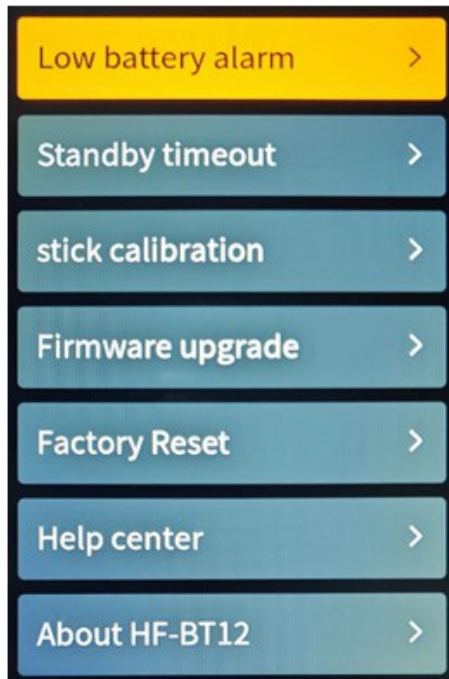 Low battery alarm
Standby timeout
stick calibration
Firmware upgrade
Factory Reset
Help center
About HF-BT12